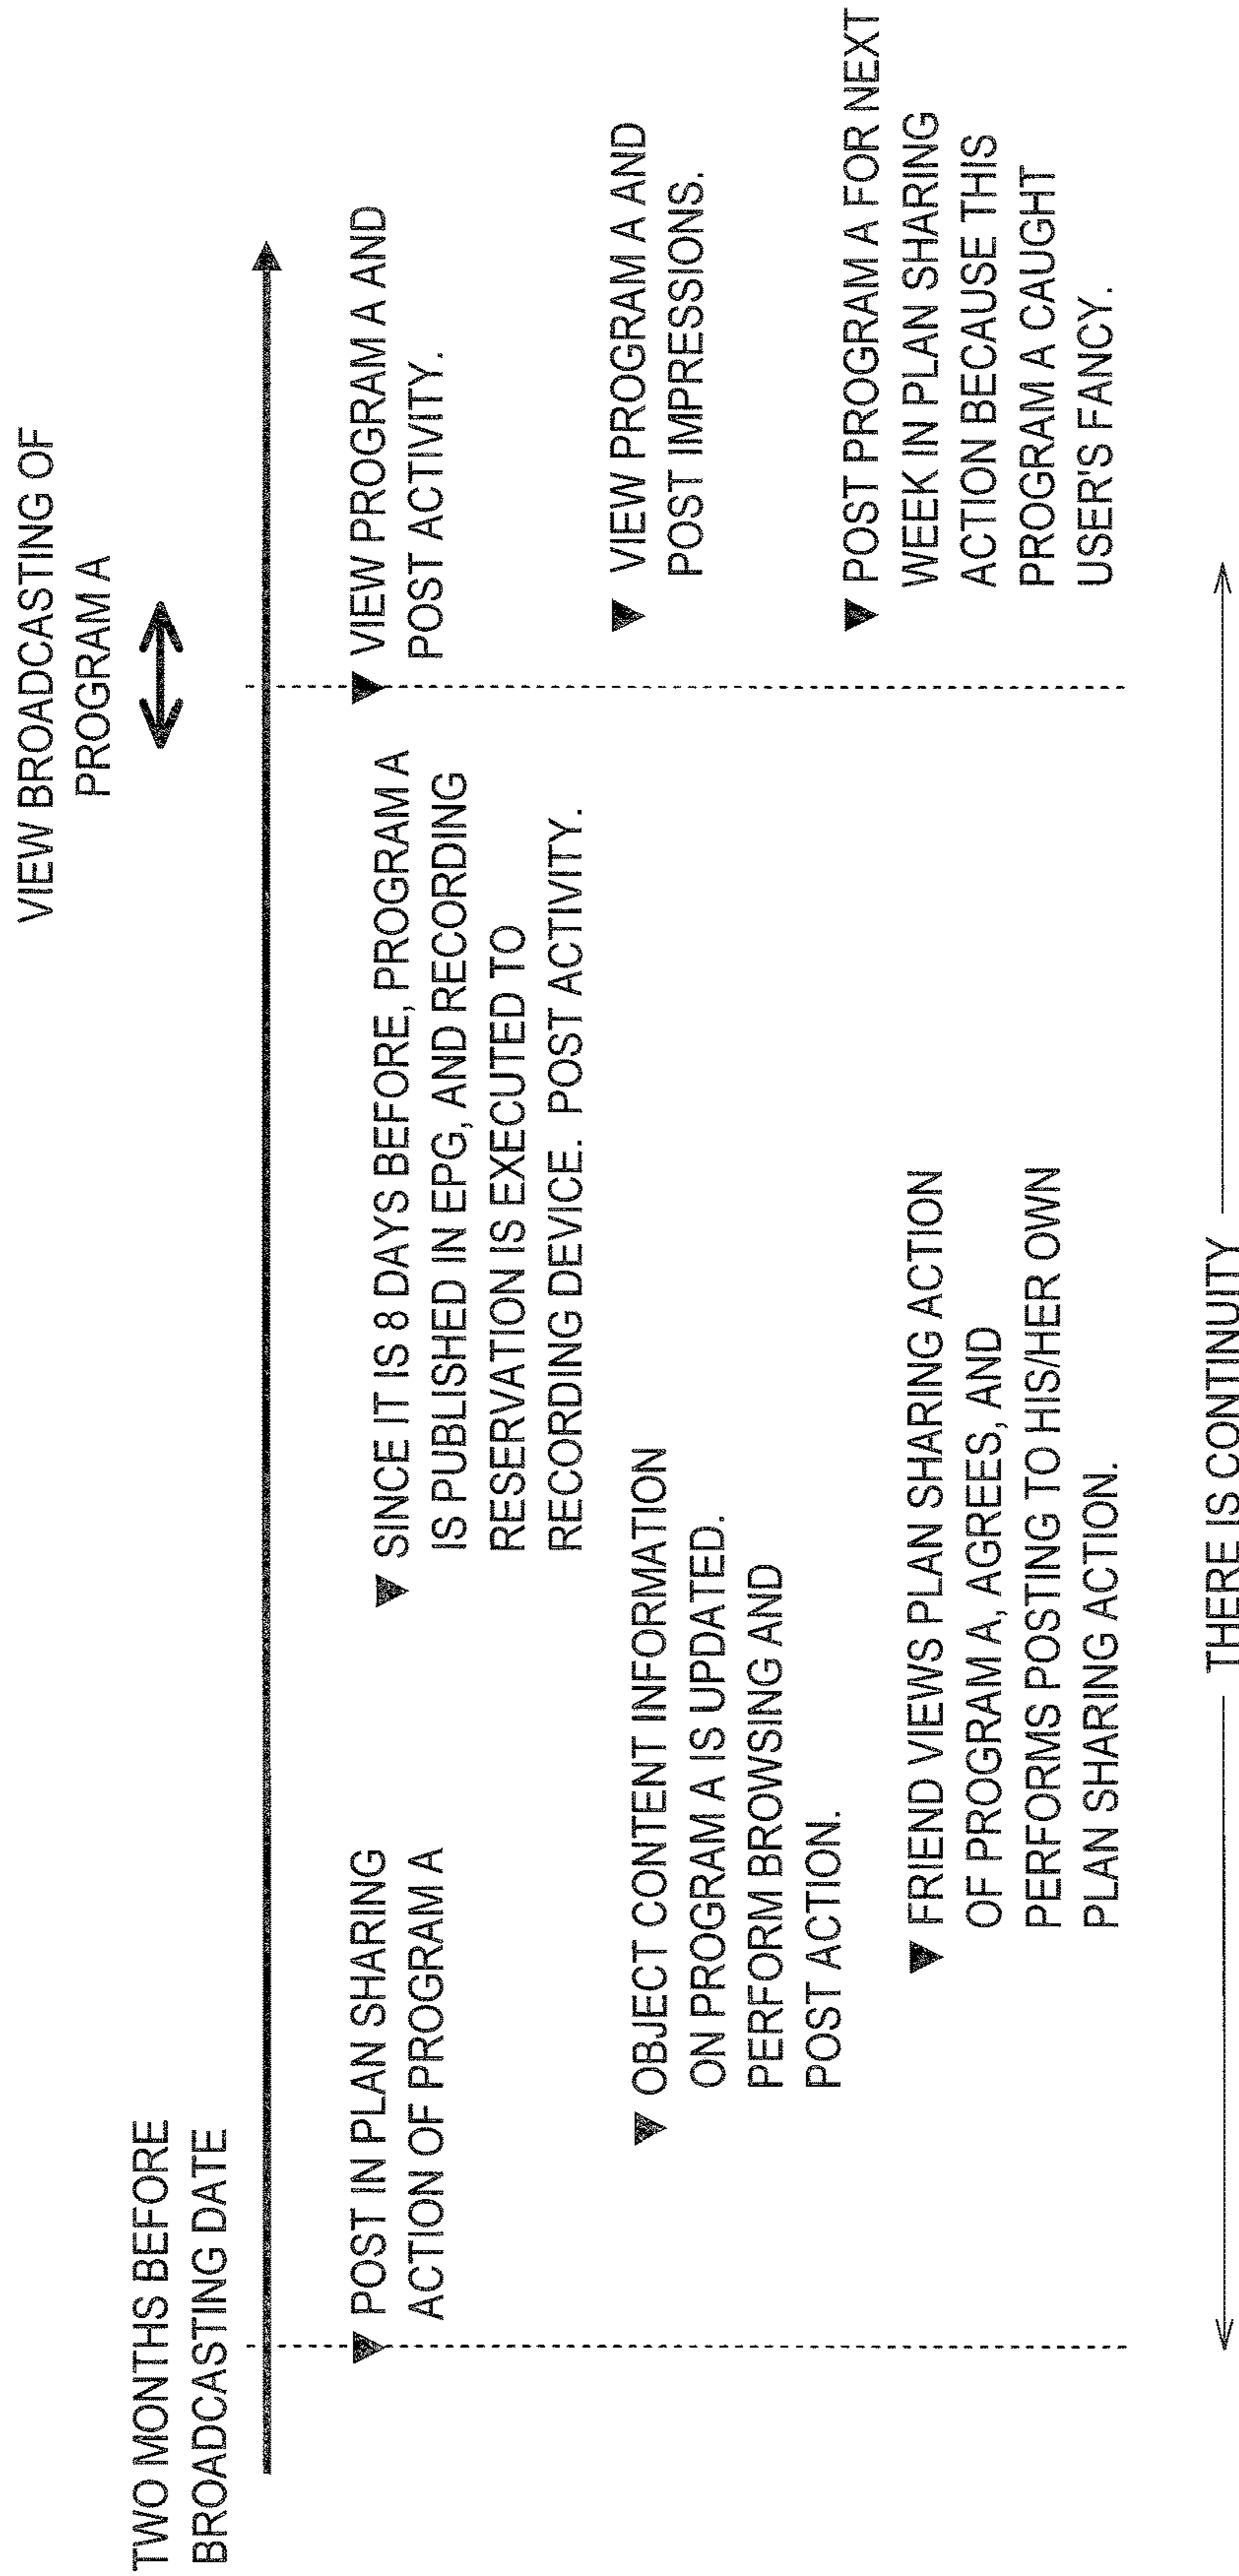 TWO MONTHS BEFORE
BROADCASTING DATE
VIEW BROADCASTING OF
PROGRAM A
POST IN PLAN SHARING
ACTION OF PROGRAM A
SINCE IT IS 8 DAYS BEFORE, PROGRAM A
IS PUBLISHED IN EPG, AND RECORDING
RESERVATION IS EXECUTED TO
RECORDING DEVICE. POST ACTIVITY.
VIEW PROGRAM A AND
POST ACTIVITY.
OBJECT CONTENT INFORMATION
ON PROGRAM A IS UPDATED.
PERFORM BROWSING AND
POST ACTION.
VIEW PROGRAM A AND
POST IMPRESSIONS.
FRIEND VIEWS PLAN SHARING ACTION
OF PROGRAM A, AGREES, AND
PERFORMS POSTING TO HIS/HER OWN
PLAN SHARING ACTION.
POST PROGRAM A FOR NEXT
WEEK IN PLAN SHARING
ACTION BECAUSE THIS
PROGRAM A CAUGHT
USER'S FANCY.
THERE IS CONTINUITY